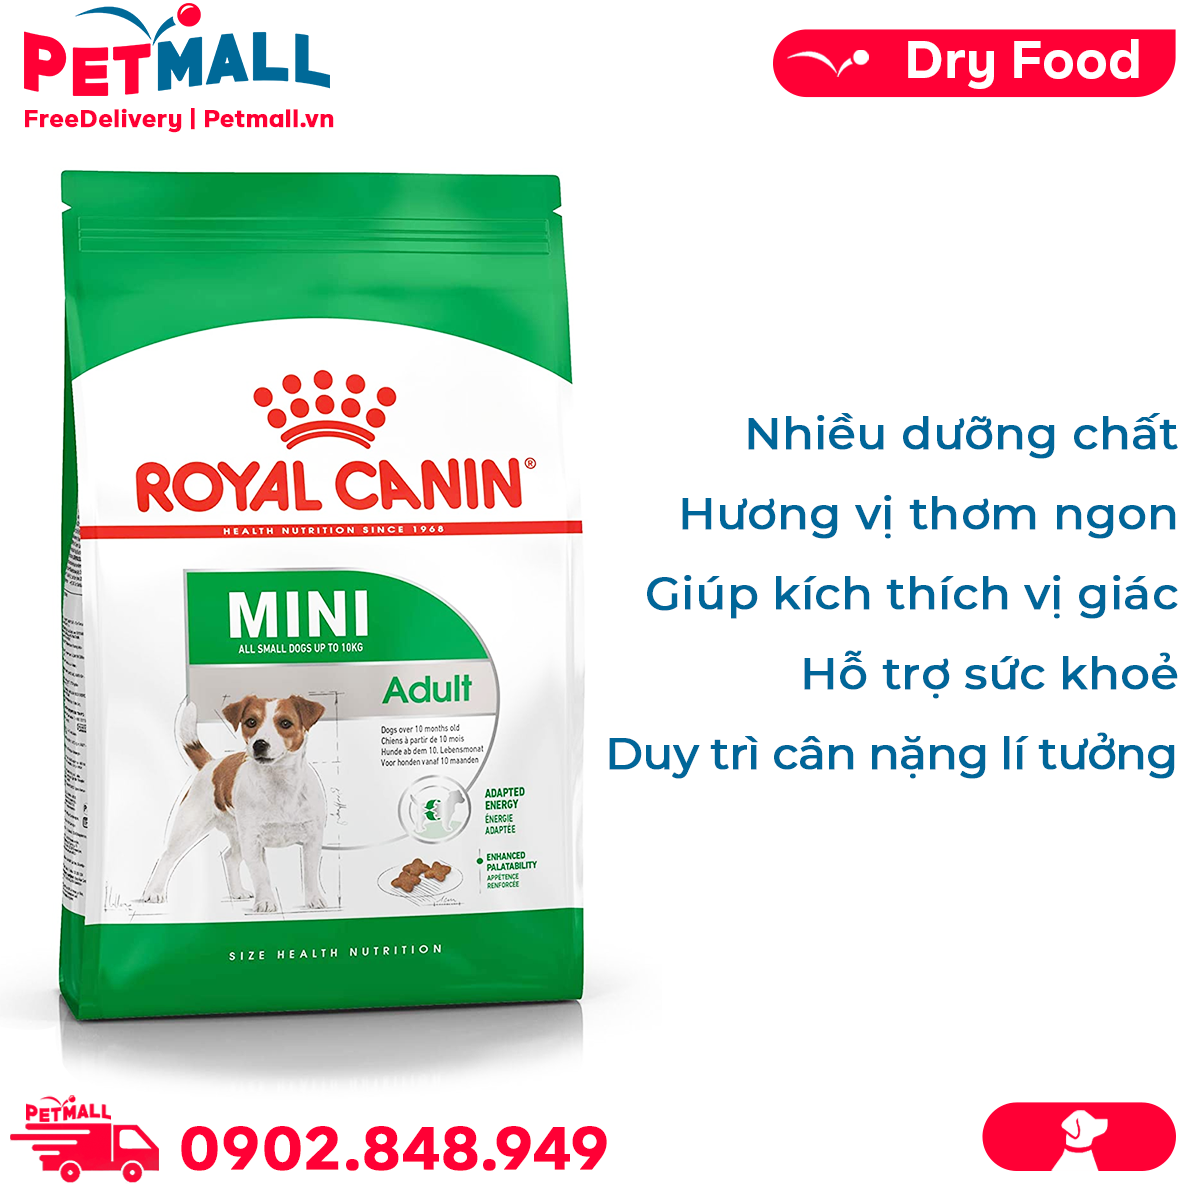 PETMALL
FreeDelivery | Petmall.vn
Dry Food
ROYAL CANIN®
HEALTH NUTRITION SINCE 1968
MINI
ALL SMALL DOGS UP TO 10KG
Adult
Dogs over 10 months old
Chiens à partir de 10 mois
Hunde ab dem 10. Lebensmonat
Voor honden vanaf 10 maanden
ADAPTED
ENERGY
ÉNERGIE
ADAPTÉE
ENHANCED
PALATABILITY
APPÉTENCE
RENFORCÉE
SIZE HEALTH NUTRITION
Nhiều dưỡng chất
Hương vị thơm ngon
Giúp kích thích vị giác
Hỗ trợ sức khoẻ
Duy trì cân nặng lí tưởng
PETMALL
0902.848.949